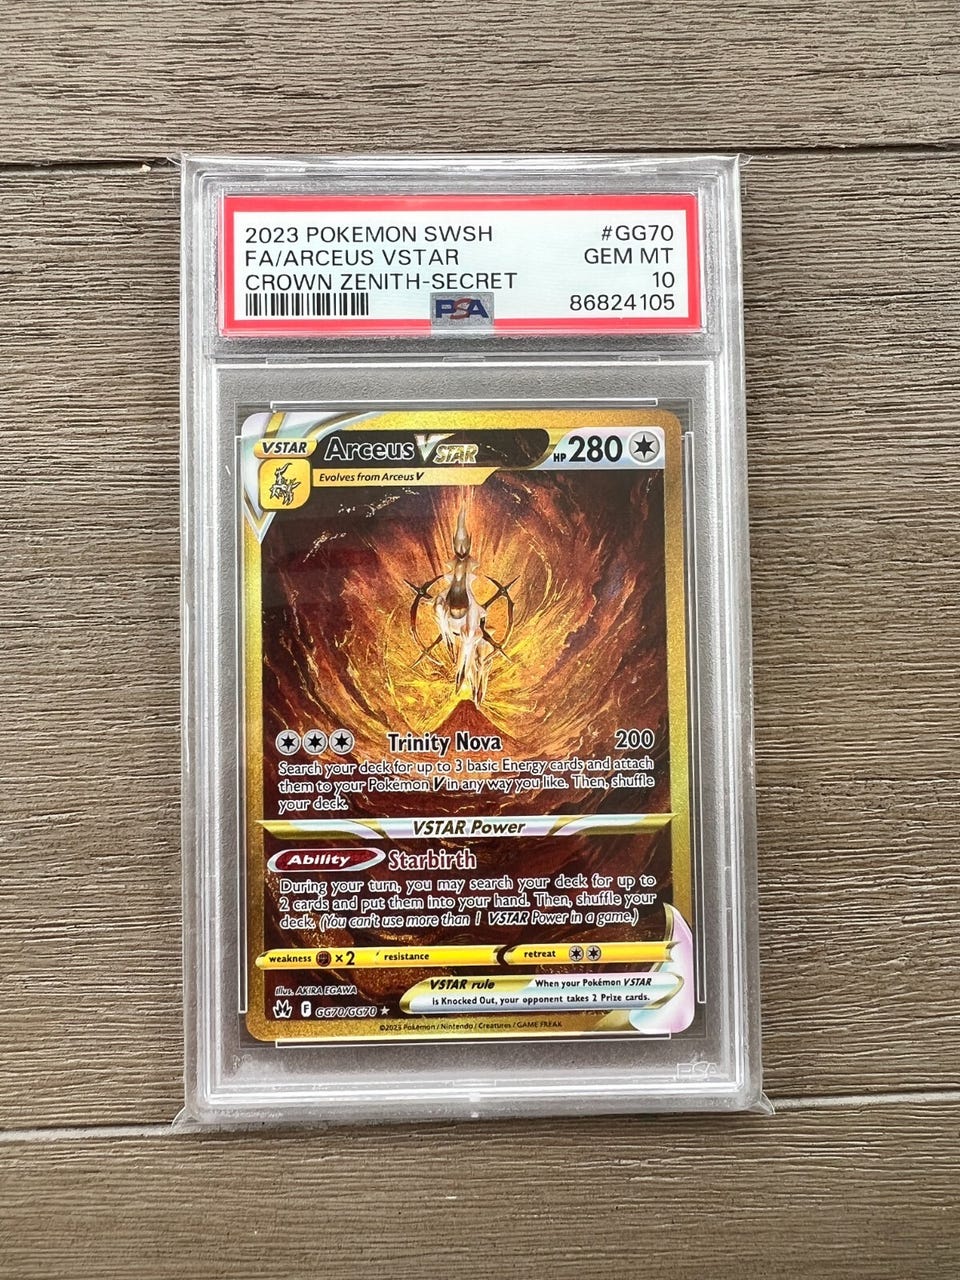 2023 POKEMON SWSH #GG70
FA/ARCEUS VSTAR GEM MT
CROWN ZENITH-SECRET 10
PSA 86824105
VSTAR Arceus VSTAR HP 280
Evolves from Arceus V
Trinity Nova 200
Search your deck for up to 3 basic Energy cards and attach
them to your Pokémon V in any way you like. Then, shuffle
your deck.
VSTAR Power
Ability Starbirth
During your turn, you may search your deck for up to
2 cards and put them into your hand. Then, shuffle your
deck. (You can't use more than 1 VSTAR Power in a game.)
weakness ×2 resistance retreat
VSTAR rule When your Pokémon VSTAR
is Knocked Out, your opponent takes 2 Prize cards.
Illus. AKIRA EGAWA
F GG70/GG70 ★
©2023 Pokémon / Nintendo / Creatures / GAME FREAK
PSA